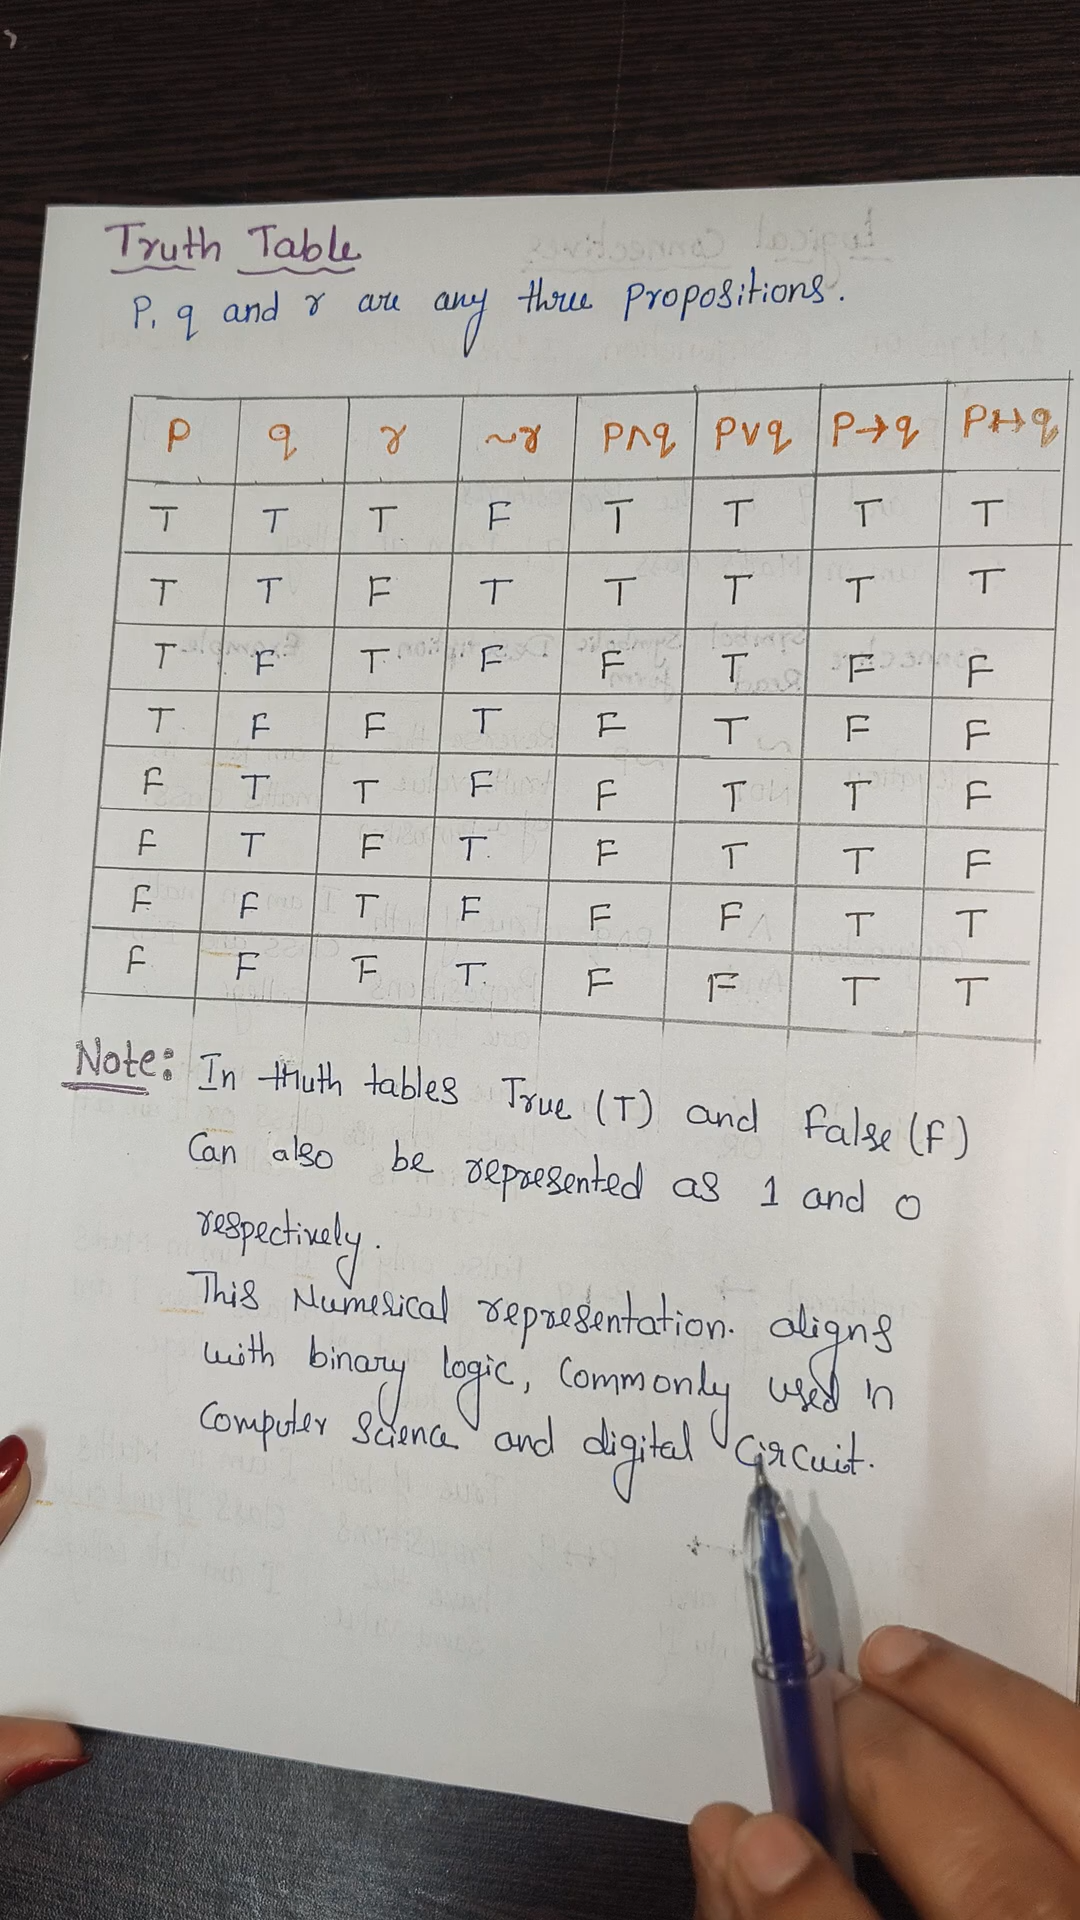 Truth Table
P, q and r are any three propositions.
P q r ~r P∧q P∨q P→q P↔q
T T T F T T T T
T T F T T T T T
T F T F F T F F
T F F T F T F F
F T T F F T T F
F T F T F T T F
F F T F F F T T
F F F T F F T T
Note: In truth tables True (T) and False (F)
Can also be represented as 1 and 0
respectively.
This Numerical representation. aligns
with binary logic, Commonly used in
Computer Science and digital Circuit.